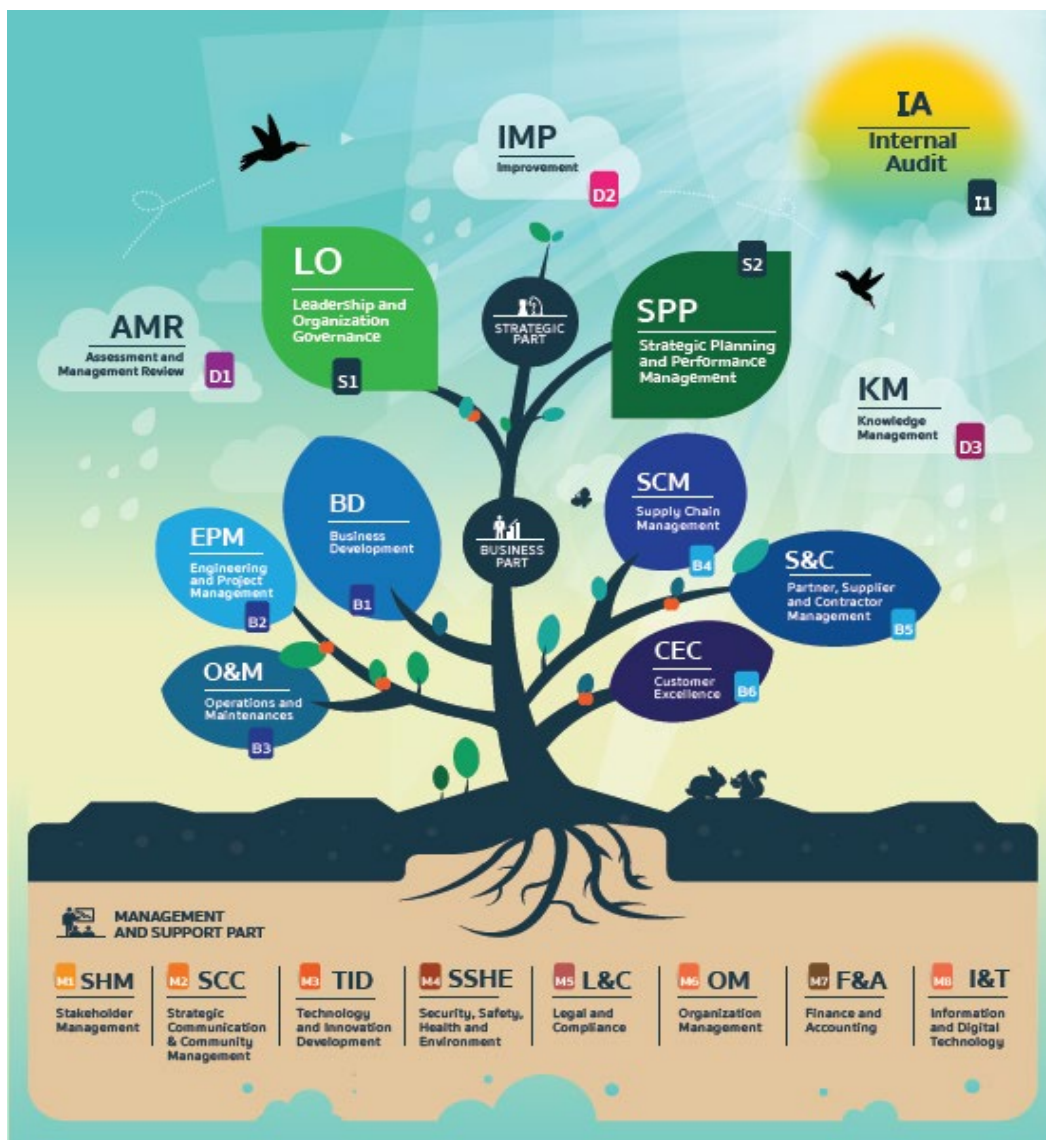 IA
Internal
Audit
I1
IMP
Improvement
D2
LO
Leadership and
Organization
Governance
S1
STRATEGIC
PART
S2
SPP
Strategic Planning
and Performance
Management
AMR
Assessment and
Management Review
D1
KM
Knowledge
Management
D3
BD
Business
Development
B1
BUSINESS
PART
SCM
Supply Chain
Management
B4
EPM
Engineering
and Project
Management
B2
S&C
Partner, Supplier
and Contractor
Management
B5
O&M
Operations and
Maintenances
B3
CEC
Customer
Excellence
B6
MANAGEMENT
AND SUPPORT PART
M1 SHM
Stakeholder
Management
M2 SCC
Strategic
Communication
& Community
Management
M3 TID
Technology
and Innovation
Development
M4 SSHE
Security, Safety,
Health and
Environment
M5 L&C
Legal and
Compliance
M6 OM
Organization
Management
M7 F&A
Finance and
Accounting
M8 I&T
Information
and Digital
Technology